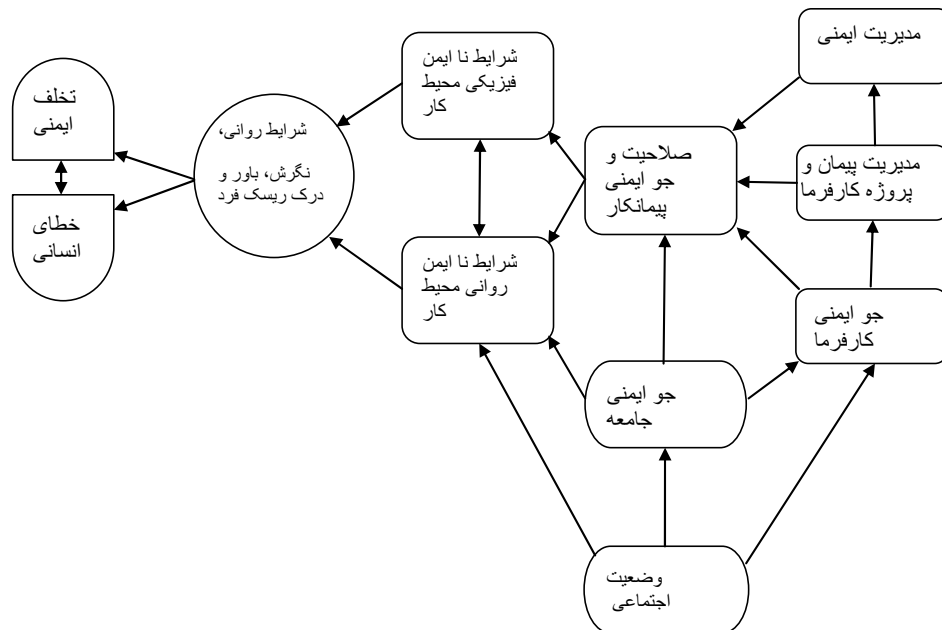 مدیریت ایمنی
شرایط نا ایمن
فیزیکی محیط
کار
تخلف
ایمنی
شرایط روانی،
نگرش، باور و
درک ریسک فرد
صلاحیت و
جو ایمنی
پیمانکار
مدیریت پیمان و
پروژه کارفرما
خطای
انسانی
شرایط نا ایمن
روانی محیط
کار
جو ایمنی
کارفرما
جو ایمنی
جامعه
وضعیت
اجتماعی